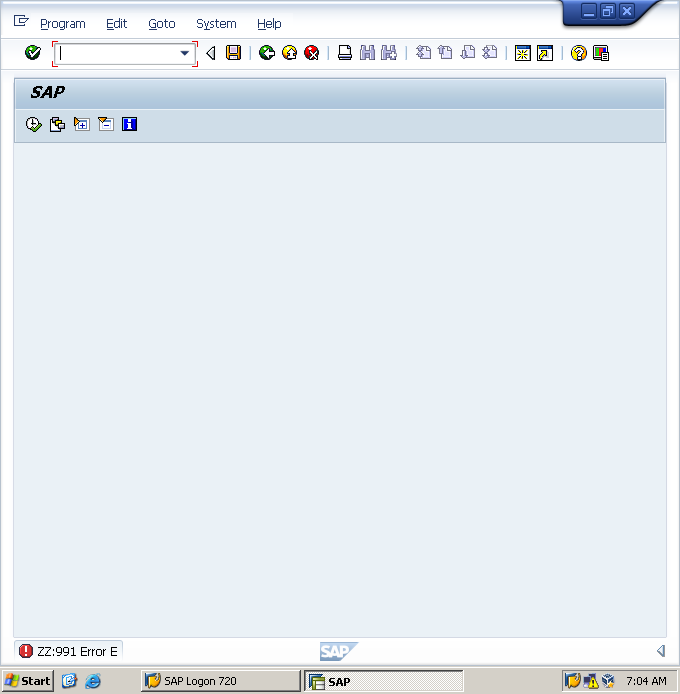 Program Edit Goto System Help
SAP
ZZ:991 Error E
SAP
Start
SAP Logon 720
SAP
7:04 AM